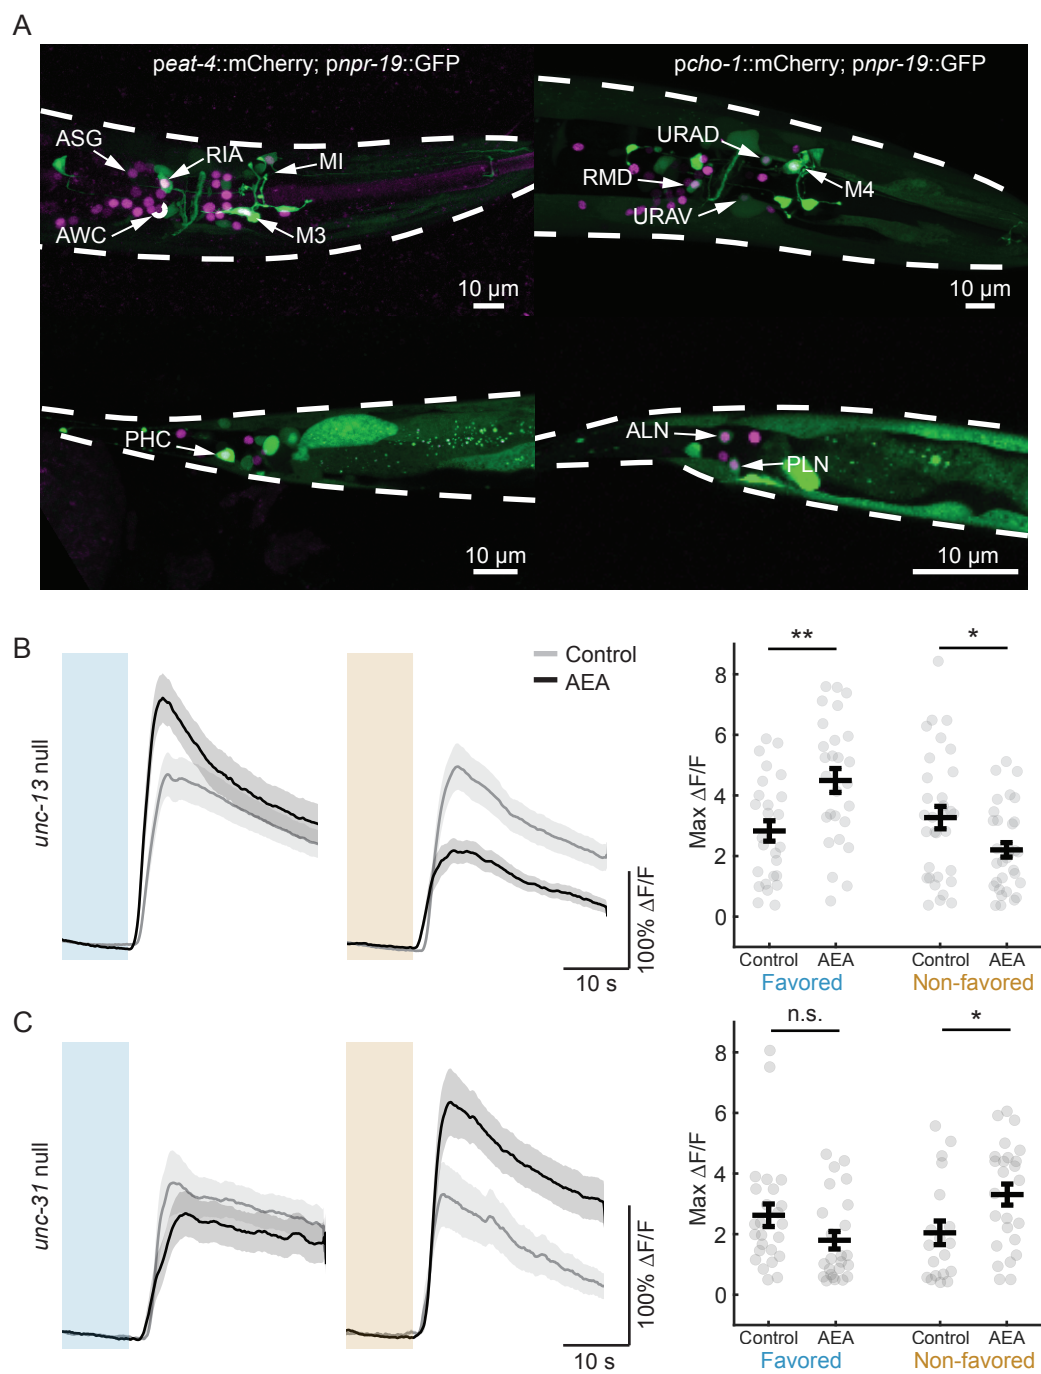 A
peat-4::mCherry; pnpr-19::GFP
pcho-1::mCherry; pnpr-19::GFP
ASG
RIA
MI
AWC
M3
10 µm
URAD
RMD
M4
URAV
10 µm
PHC
10 µm
ALN
PLN
10 µm
B
unc-13 null
Control
AEA
100% ΔF/F
10 s
Max ΔF/F
8
6
4
2
0
**
*
Control AEA Control AEA
Favored Non-favored
C
unc-31 null
100% ΔF/F
10 s
Max ΔF/F
8
6
4
2
0
n.s.
*
Control AEA Control AEA
Favored Non-favored